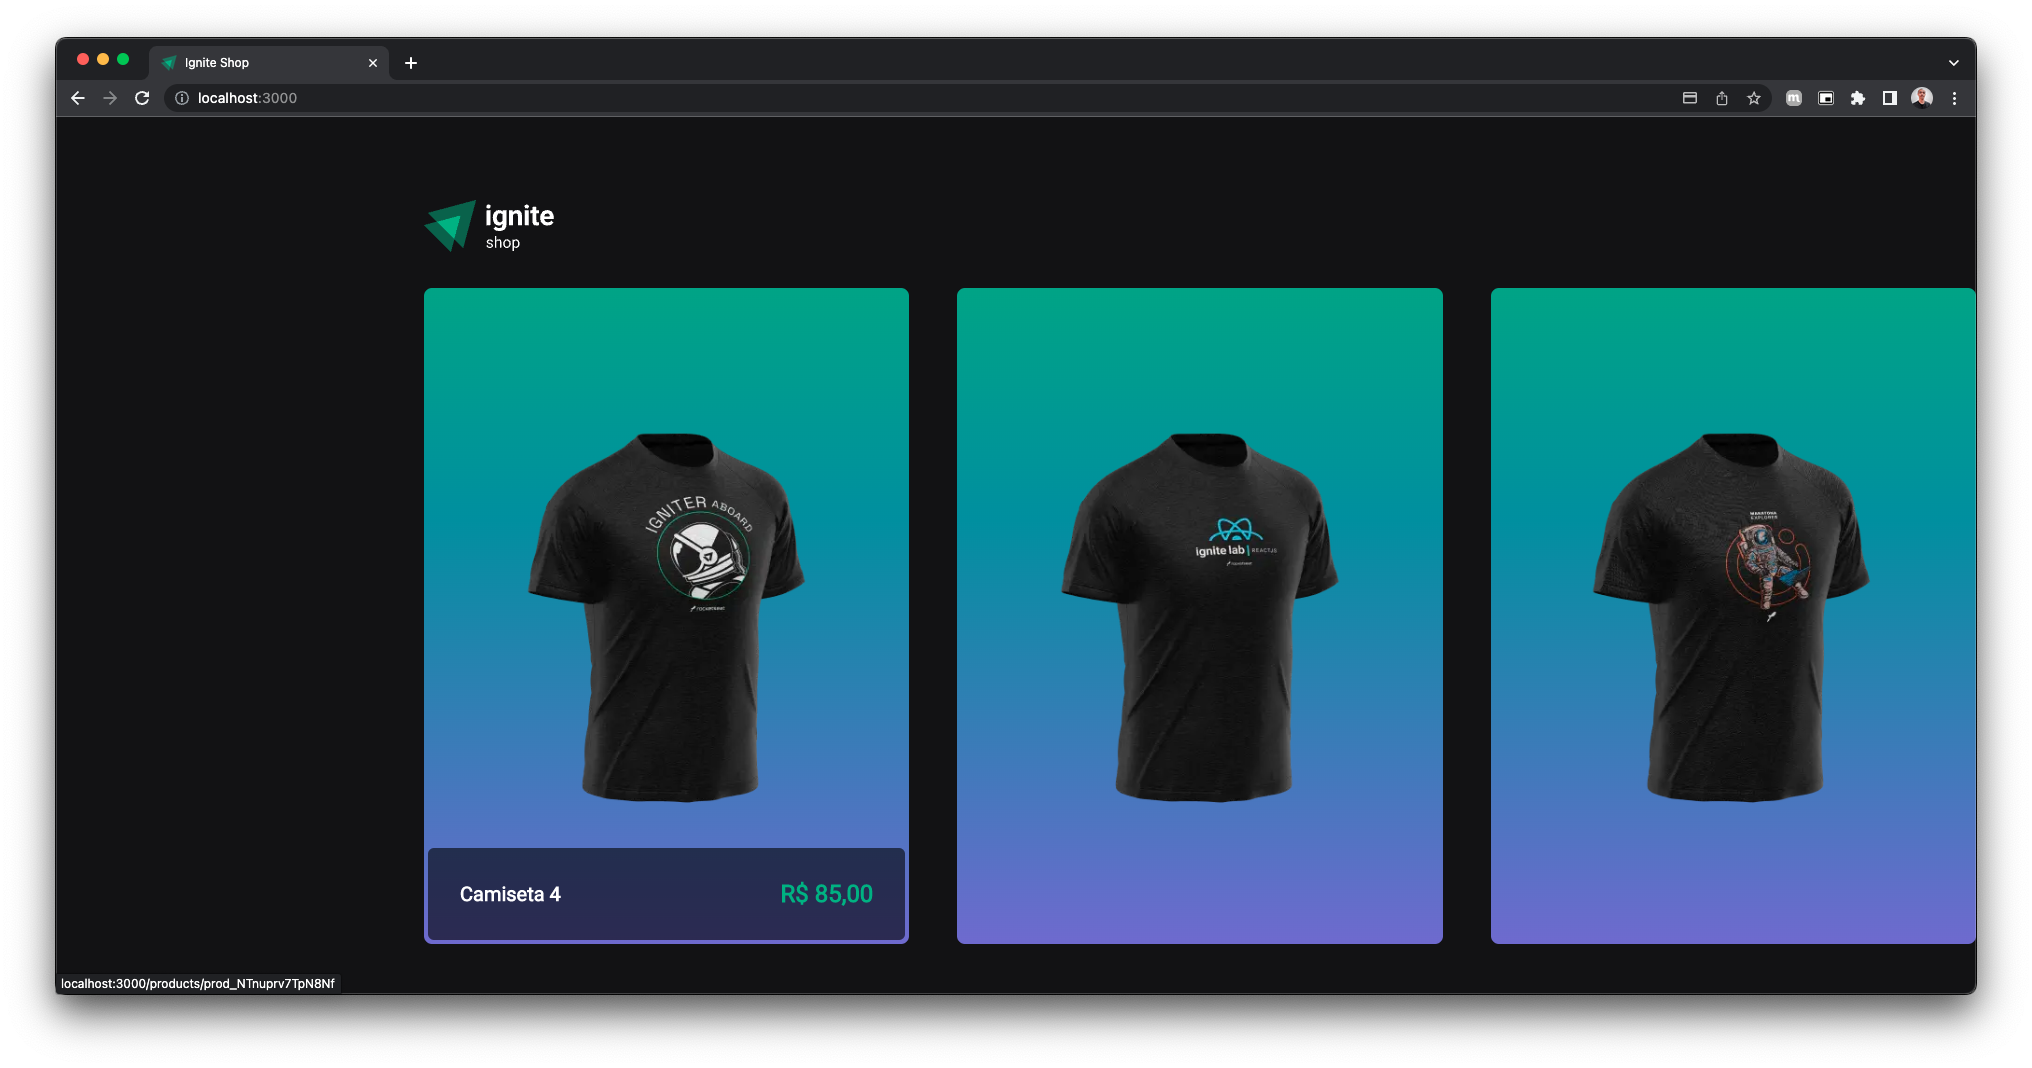 Ignite Shop
localhost:3000
ignite
shop
IGNITER ABOARD
ROCKETSEAT
ignite lab | REACTJS
ROCKETSEAT
EXPLORER
Camiseta 4
R$ 85,00
localhost:3000/products/prod_NTnuprv7TpN8Nf